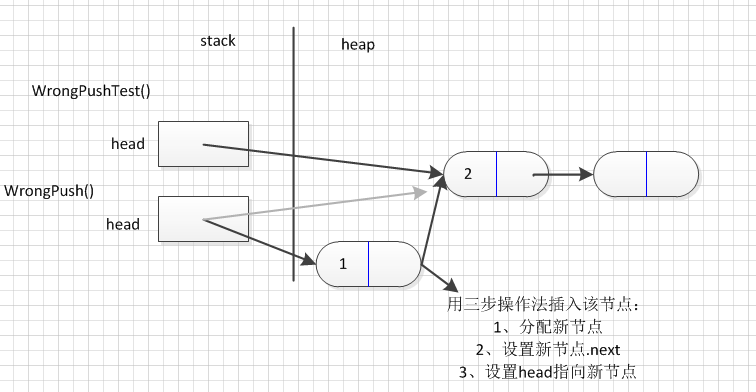 stack
heap
WrongPushTest()
head
2
WrongPush()
head
1
用三步操作法插入该节点：
1、分配新节点
2、设置新节点.next
3、设置head指向新节点